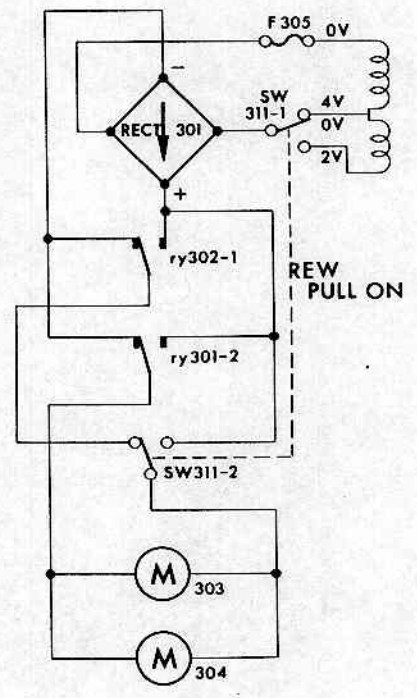 F 305
0V
SW
311-1
4V
0V
2V
−
RECT. 301
+
ry302-1
REW
PULL ON
ry301-2
SW311-2
M
303
M
304